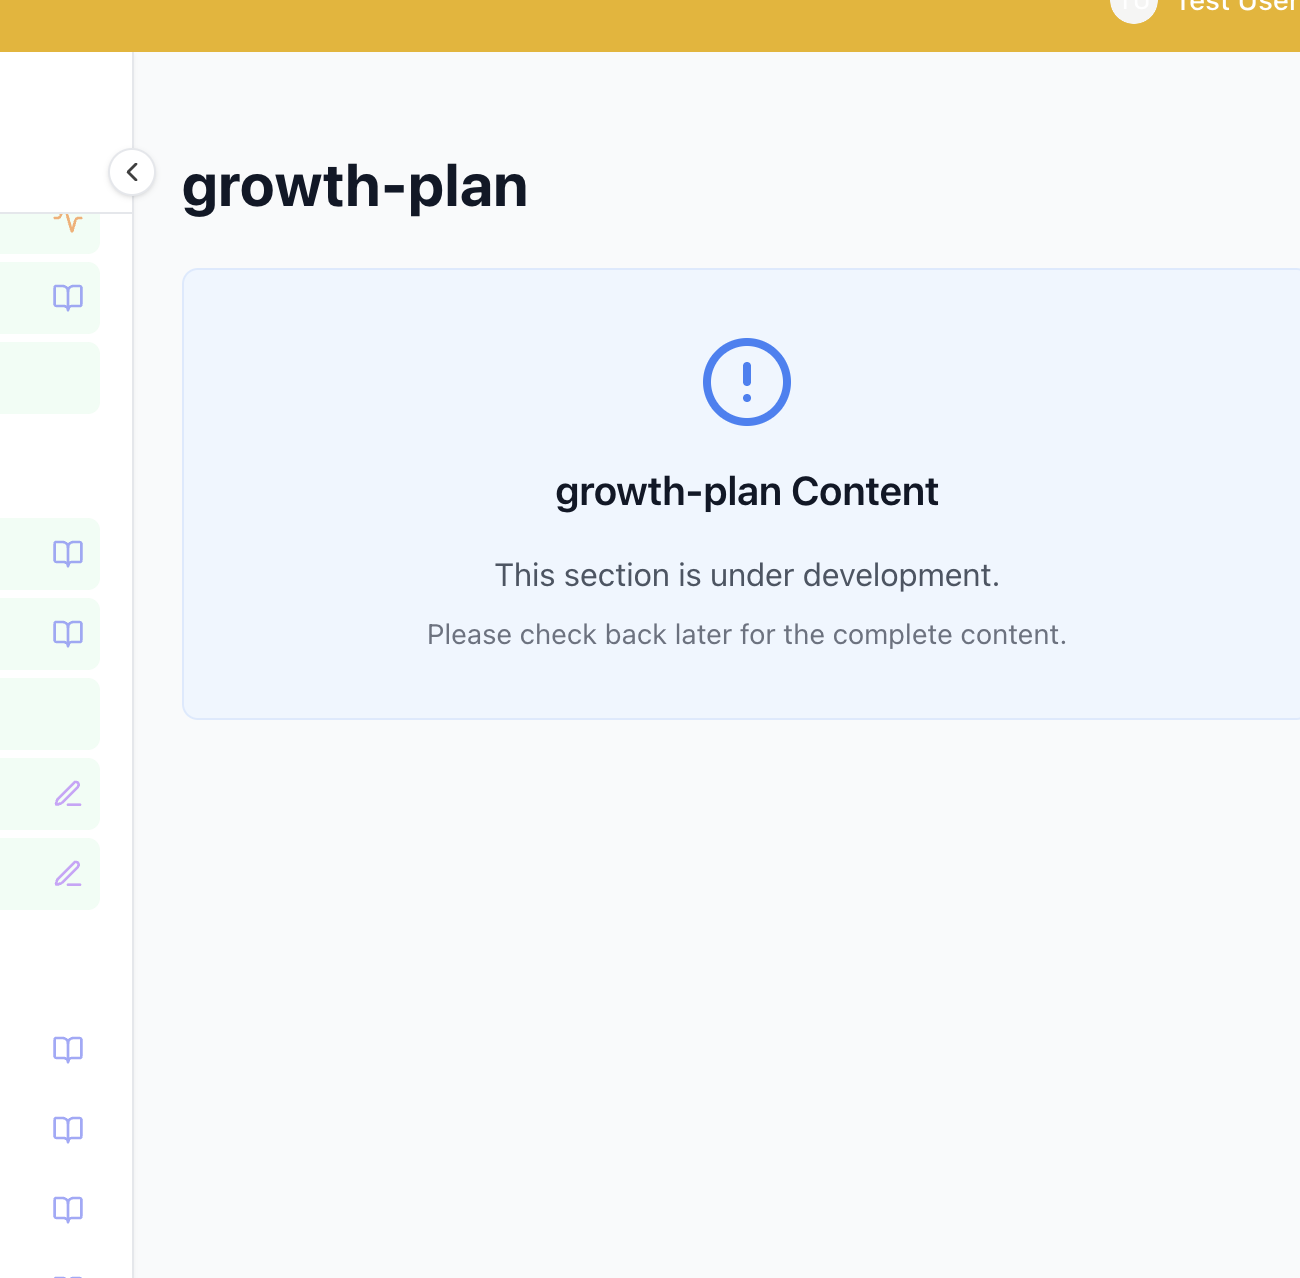 Test User
growth-plan
growth-plan Content
This section is under development.
Please check back later for the complete content.